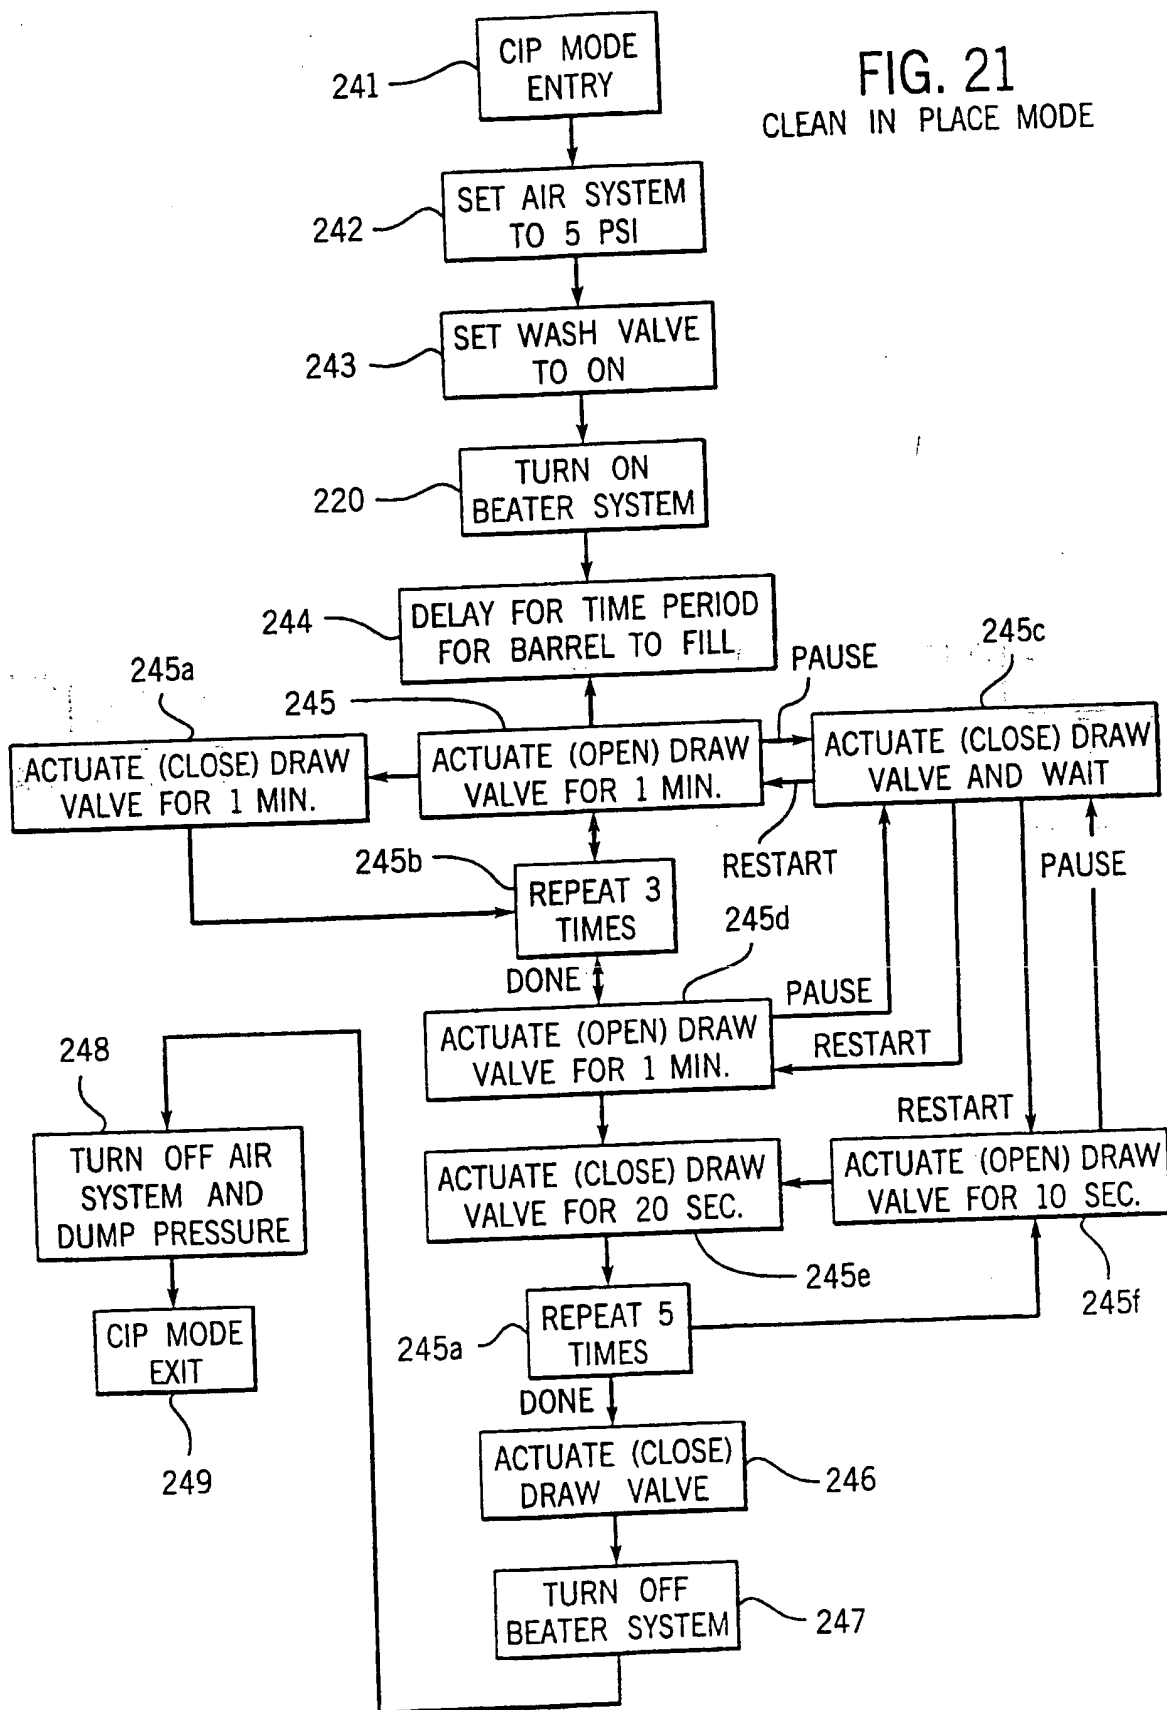 FIG. 21
CLEAN IN PLACE MODE
241
CIP MODE
ENTRY
242
SET AIR SYSTEM
TO 5 PSI
243
SET WASH VALVE
TO ON
220
TURN ON
BEATER SYSTEM
244
DELAY FOR TIME PERIOD
FOR BARREL TO FILL
PAUSE
245c
245a
245
ACTUATE (CLOSE) DRAW
VALVE FOR 1 MIN.
ACTUATE (OPEN) DRAW
VALVE FOR 1 MIN.
ACTUATE (CLOSE) DRAW
VALVE AND WAIT
RESTART
PAUSE
245b
REPEAT 3
TIMES
245d
DONE
PAUSE
ACTUATE (OPEN) DRAW
VALVE FOR 1 MIN.
RESTART
248
RESTART
TURN OFF AIR
SYSTEM AND
DUMP PRESSURE
ACTUATE (CLOSE) DRAW
VALVE FOR 20 SEC.
ACTUATE (OPEN) DRAW
VALVE FOR 10 SEC.
245e
245f
CIP MODE
EXIT
249
245a
REPEAT 5
TIMES
DONE
ACTUATE (CLOSE)
DRAW VALVE
246
TURN OFF
BEATER SYSTEM
247